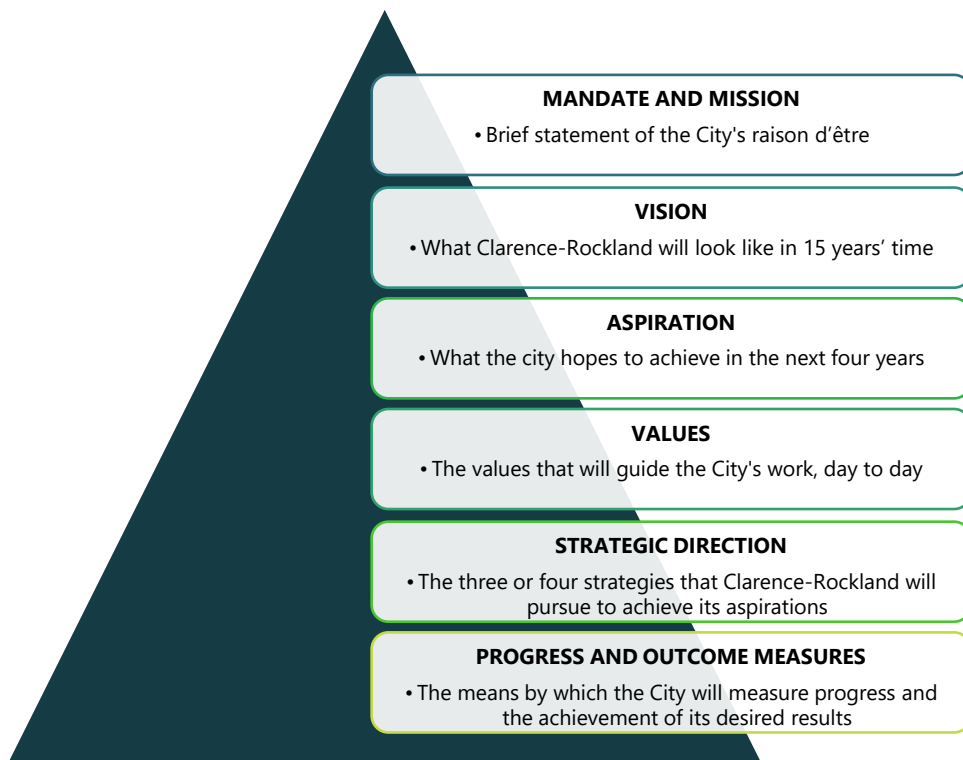 MANDATE AND MISSION
• Brief statement of the City's raison d’être
VISION
• What Clarence-Rockland will look like in 15 years’ time
ASPIRATION
• What the city hopes to achieve in the next four years
VALUES
• The values that will guide the City's work, day to day
STRATEGIC DIRECTION
• The three or four strategies that Clarence-Rockland will
pursue to achieve its aspirations
PROGRESS AND OUTCOME MEASURES
• The means by which the City will measure progress and
the achievement of its desired results